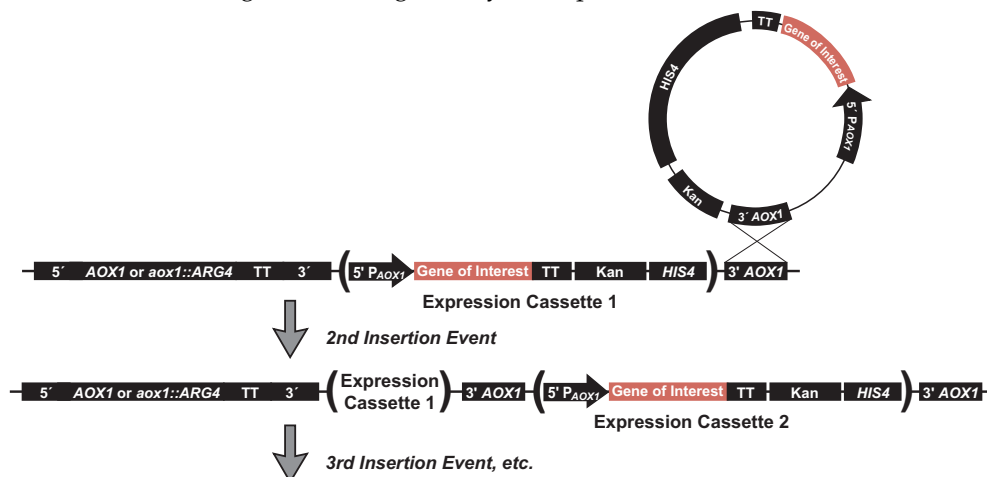 TT
Gene of Interest
HIS4
5´ PAOX1
Kan
3´ AOX1
5´ AOX1 or aox1::ARG4 TT 3´ ( 5' PAOX1 Gene of Interest TT Kan HIS4 ) 3' AOX1
Expression Cassette 1
2nd Insertion Event
5´ AOX1 or aox1::ARG4 TT 3´ ( Expression Cassette 1 ) 3' AOX1 ( 5' PAOX1 Gene of Interest TT Kan HIS4 ) 3' AOX1
Expression Cassette 2
3rd Insertion Event, etc.